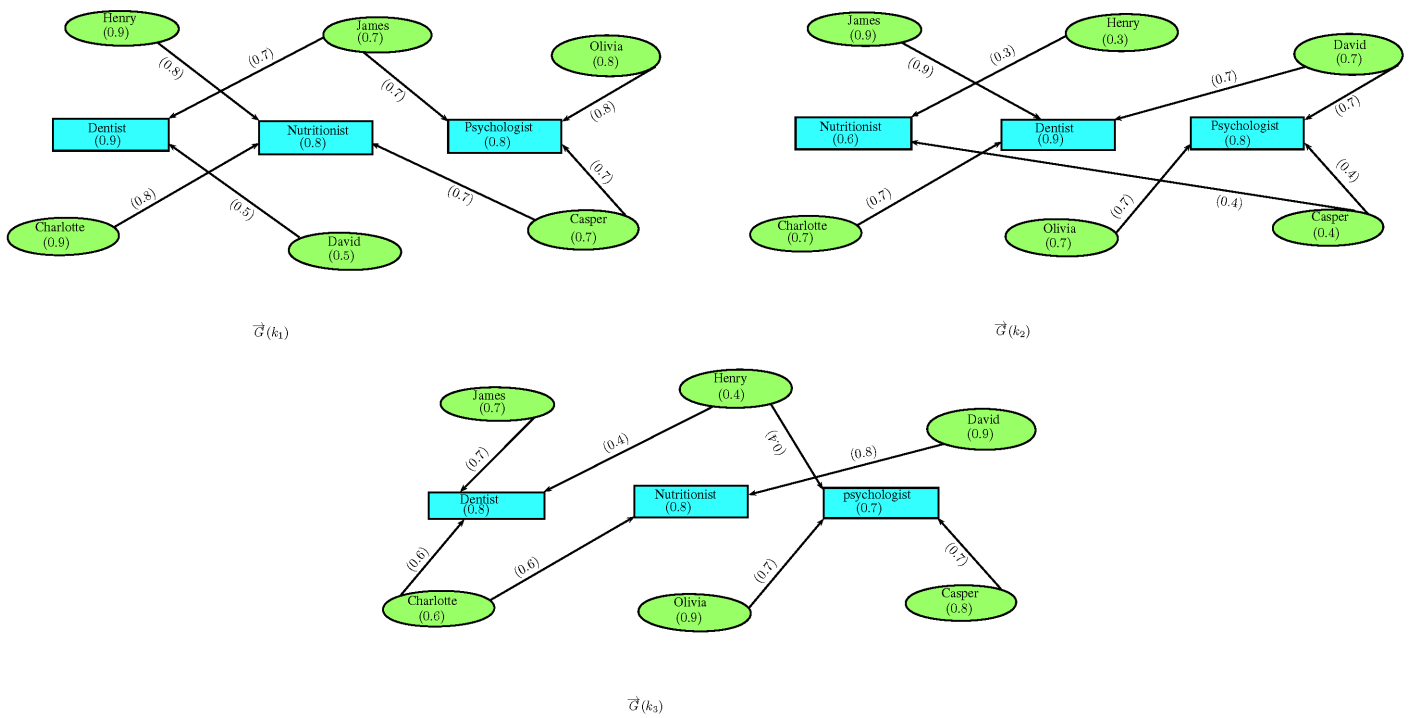 Henry
(0.9)
James
(0.7)
Olivia
(0.8)
(0.8)
(0.7)
(0.7)
(0.8)
Dentist
(0.9)
Nutritionist
(0.8)
Psychologist
(0.8)
(0.8)
(0.5)
(0.7)
(0.7)
Charlotte
(0.9)
David
(0.5)
Casper
(0.7)
G⃗(k₁)
James
(0.9)
Henry
(0.3)
David
(0.7)
(0.9)
(0.3)
(0.7)
(0.7)
Nutritionist
(0.6)
Dentist
(0.9)
Psychologist
(0.8)
(0.7)
(0.7)
(0.4)
(0.4)
Charlotte
(0.7)
Olivia
(0.7)
Casper
(0.4)
G⃗(k₂)
James
(0.7)
Henry
(0.4)
David
(0.9)
(0.7)
(0.4)
(0.4)
(0.8)
Dentist
(0.8)
Nutritionist
(0.8)
psychologist
(0.7)
(0.6)
(0.6)
(0.7)
(0.7)
Charlotte
(0.6)
Olivia
(0.9)
Casper
(0.8)
G⃗(k₃)